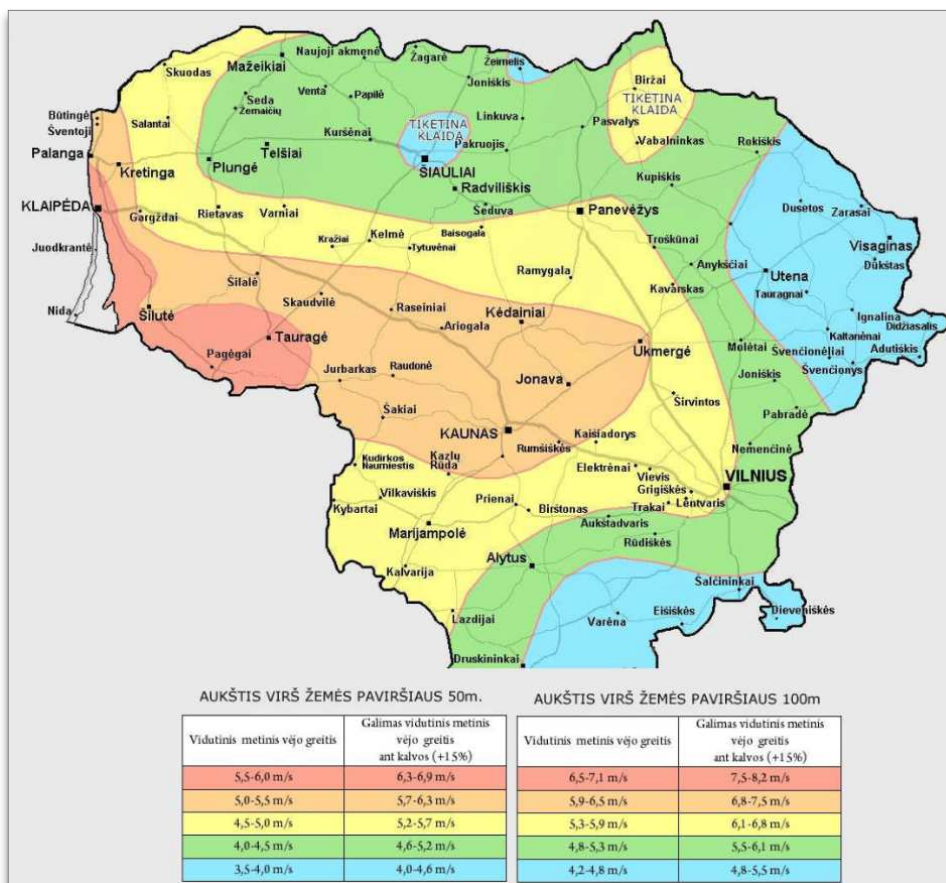 Naujoji akmenė
Žagarė
Mažeikiai
Skuodas
Žeimelis
Joniškis
Biržai
TIKĖTINA
KLAIDA
Venta
Papilė
Seda
Žemaičių
Būtingė
Šventoji
Salantai
Kuršėnai
TIKĖTINA
KLAIDA
Linkuva
Pasvalys
Vabalninkas
Rokiškis
Palanga
Kretinga
Plungė
Telšiai
Pakruojis
ŠIAULIAI
Radviliškis
Kupiškis
KLAIPĖDA
Gargždai
Rietavas
Varniai
Šeduva
Panevėžys
Dusetos
Zarasai
Juodkrantė
Kražiai
Kelmė
Tytuvėnai
Baisogala
Troškūnai
Visaginas
Dūkštas
Anykščiai
Utena
Šilalė
Ramygala
Kavarskas
Tauragnai
Skaudvilė
Nida
Šilutė
Raseiniai
Ariogala
Kėdainiai
Ignalina
Didžiasalis
Tauragė
Ukmergė
Molėtai
Kaltanėnai
Švenčionėliai
Adutiškis
Švenčionys
Pagėgai
Jurbarkas
Raudonė
Jonava
Joniškis
Širvintos
Pabradė
Šakiai
KAUNAS
Rumšiškės
Kaišiadorys
Nemenčinė
Kudirkos
Naumiestis
Kazlų
Rūda
Elektrėnai
Vievis
Grigiškės
VILNIUS
Vilkaviškis
Kybartai
Prienai
Birštonas
Trakai
Lentvaris
Marijampolė
Aukštadvaris
Rūdiškės
Kalvarija
Alytus
Šalčininkai
Lazdijai
Varėna
Eišiškės
Dieveniškės
Druskininkai
AUKŠTIS VIRŠ ŽEMĖS PAVIRŠIAUS 50m.
Vidutinis metinis vėjo greitis
Galimas vidutinis metinis
vėjo greitis
ant kalvos (+15%)
5,5-6,0 m/s 6,3-6,9 m/s
5,0-5,5 m/s 5,7-6,3 m/s
4,5-5,0 m/s 5,2-5,7 m/s
4,0-4,5 m/s 4,6-5,2 m/s
3,5-4,0 m/s 4,0-4,6 m/s
AUKŠTIS VIRŠ ŽEMĖS PAVIRŠIAUS 100m
Vidutinis metinis vėjo greitis
Galimas vidutinis metinis
vėjo greitis
ant kalvos (+15%)
6,5-7,1 m/s 7,5-8,2 m/s
5,9-6,5 m/s 6,8-7,5 m/s
5,3-5,9 m/s 6,1-6,8 m/s
4,8-5,3 m/s 5,5-6,1 m/s
4,2-4,8 m/s 4,8-5,5 m/s